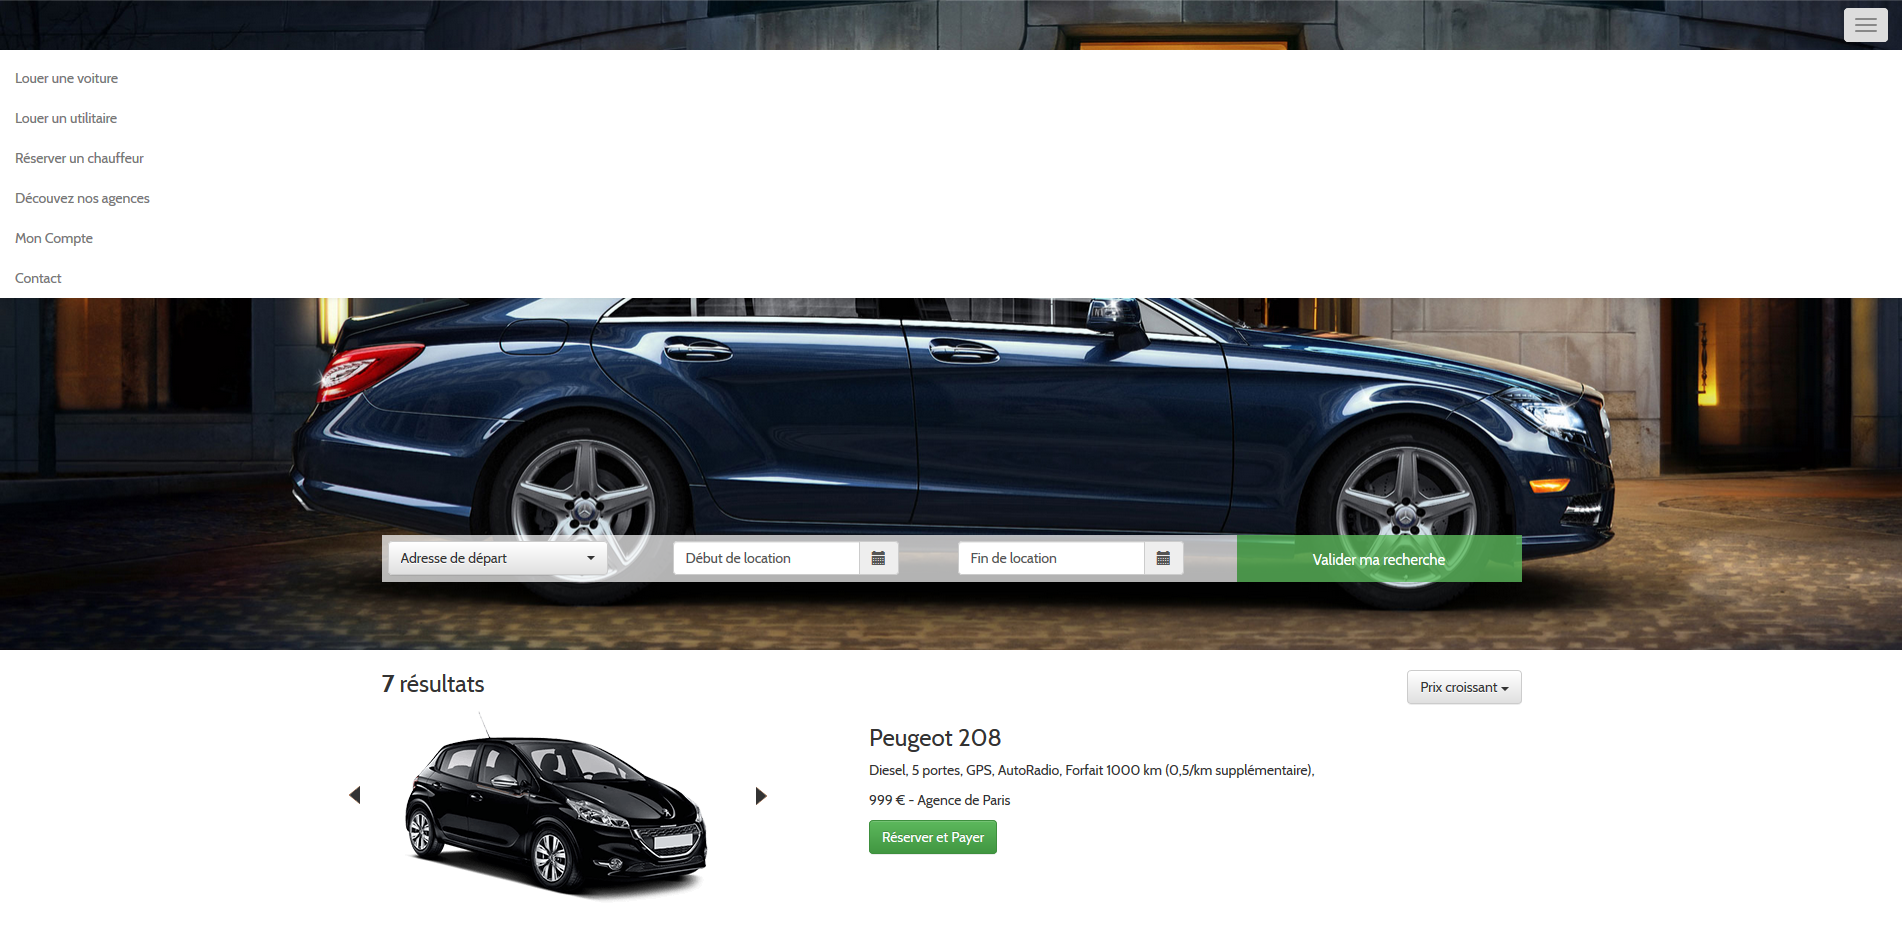 Louer une voiture
Louer un utilitaire
Réserver un chauffeur
Découvez nos agences
Mon Compte
Contact
Adresse de départ
Début de location
Fin de location
Valider ma recherche
7 résultats
Prix croissant
Peugeot 208
Diesel, 5 portes, GPS, AutoRadio, Forfait 1000 km (0,5/km supplémentaire),
999 € - Agence de Paris
Réserver et Payer